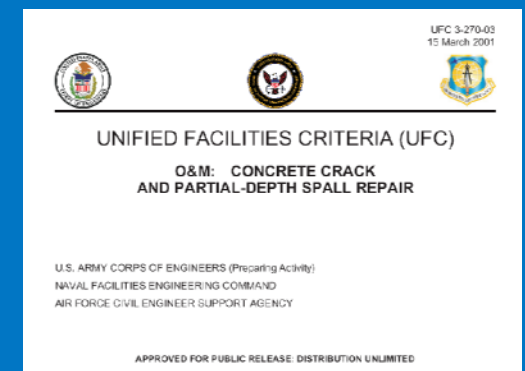 UFC 3-270-03
15 March 2001
UNIFIED FACILITIES CRITERIA (UFC)
O&M: CONCRETE CRACK
AND PARTIAL-DEPTH SPALL REPAIR
U.S. ARMY CORPS OF ENGINEERS (Preparing Activity)
NAVAL FACILITIES ENGINEERING COMMAND
AIR FORCE CIVIL ENGINEER SUPPORT AGENCY
APPROVED FOR PUBLIC RELEASE: DISTRIBUTION UNLIMITED